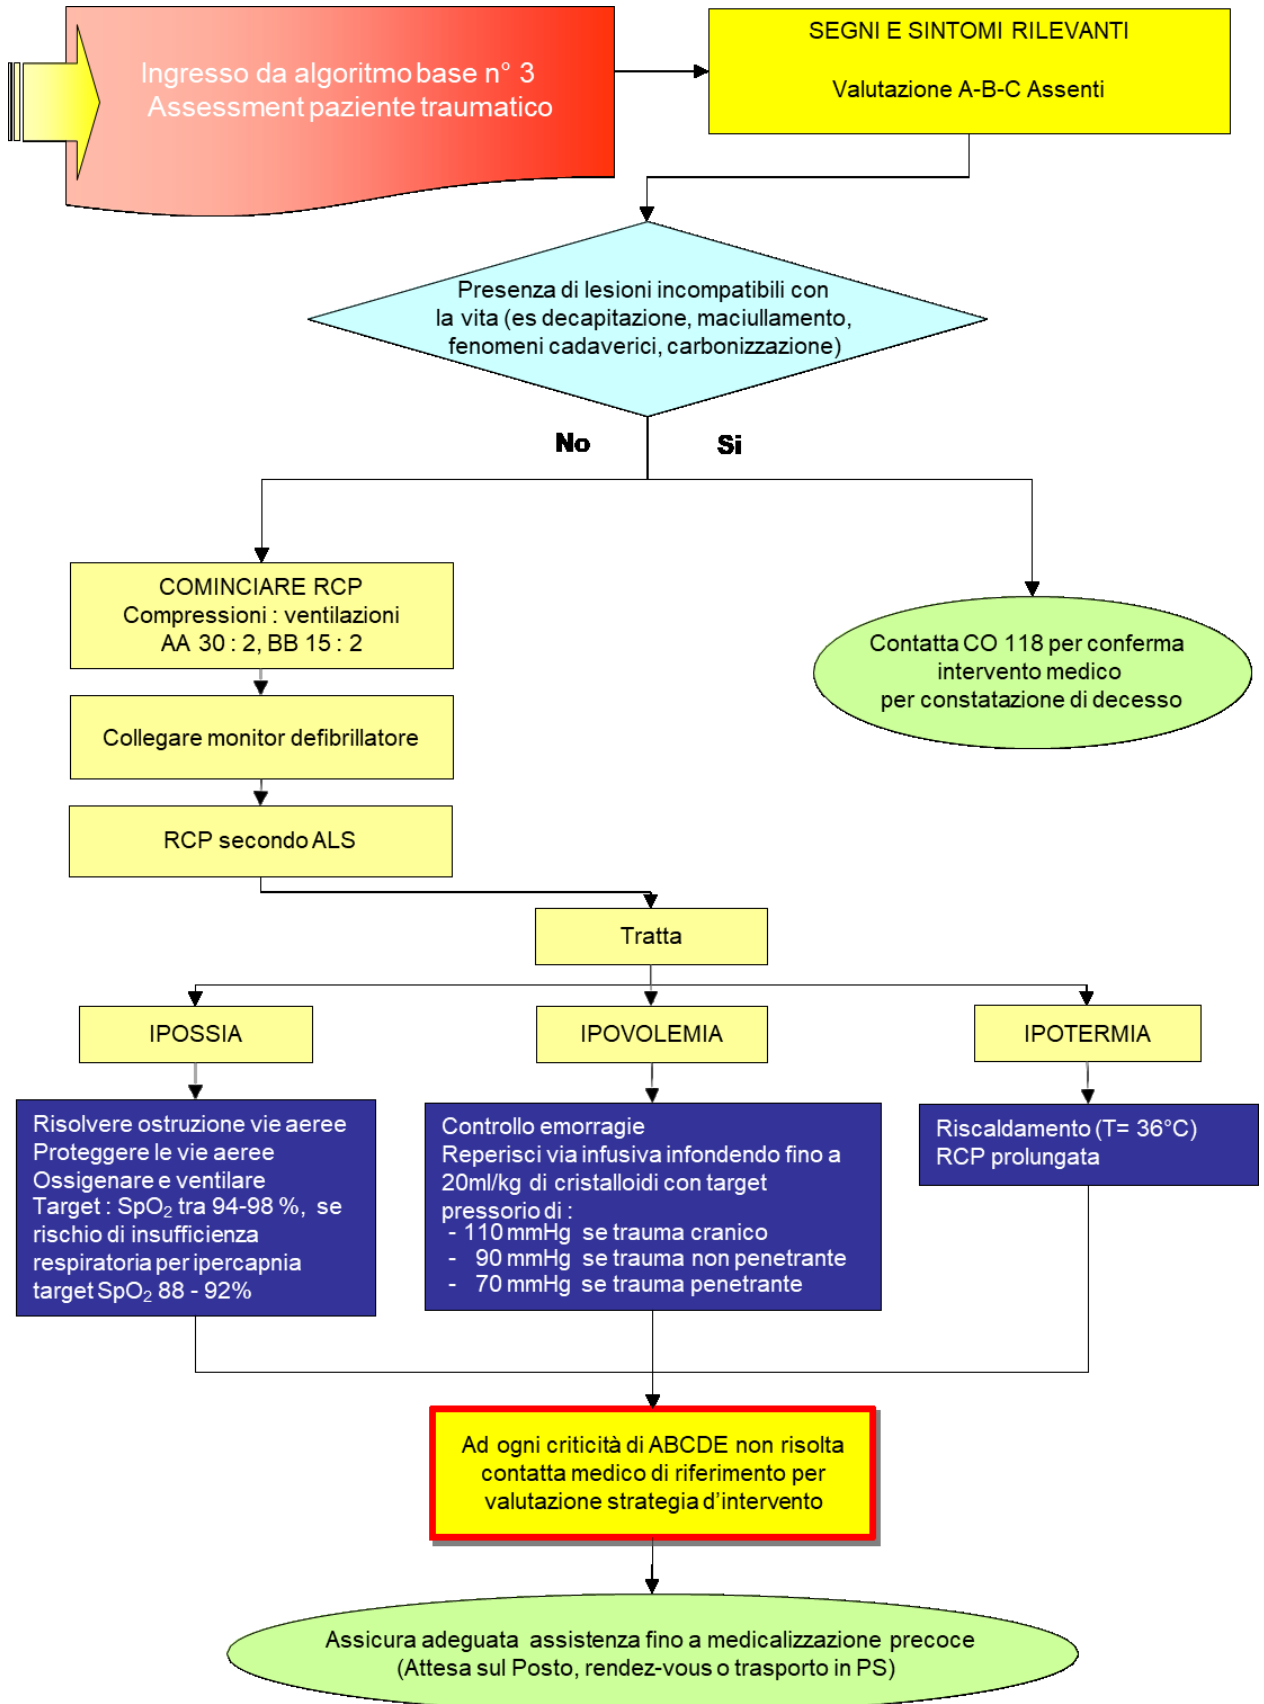 Ingresso da algoritmo base n° 3
Assessment paziente traumatico
SEGNI E SINTOMI RILEVANTI
Valutazione A-B-C Assenti
Presenza di lesioni incompatibili con
la vita (es decapitazione, maciullamento,
fenomeni cadaverici, carbonizzazione)
No
Si
COMINCIARE RCP
Compressioni : ventilazioni
AA 30 : 2, BB 15 : 2
Contatta CO 118 per conferma
intervento medico
per constatazione di decesso
Collegare monitor defibrillatore
RCP secondo ALS
Tratta
IPOSSIA
IPOVOLEMIA
IPOTERMIA
Risolvere ostruzione vie aeree
Proteggere le vie aeree
Ossigenare e ventilare
Target : SpO₂ tra 94-98 %, se
rischio di insufficienza
respiratoria per ipercapnia
target SpO₂ 88 - 92%
Controllo emorragie
Reperisci via infusiva infondendo fino a
20ml/kg di cristalloidi con target
pressorio di :
- 110 mmHg se trauma cranico
- 90 mmHg se trauma non penetrante
- 70 mmHg se trauma penetrante
Riscaldamento (T= 36°C)
RCP prolungata
Ad ogni criticità di ABCDE non risolta
contatta medico di riferimento per
valutazione strategia d'intervento
Assicura adeguata assistenza fino a medicalizzazione precoce
(Attesa sul Posto, rendez-vous o trasporto in PS)